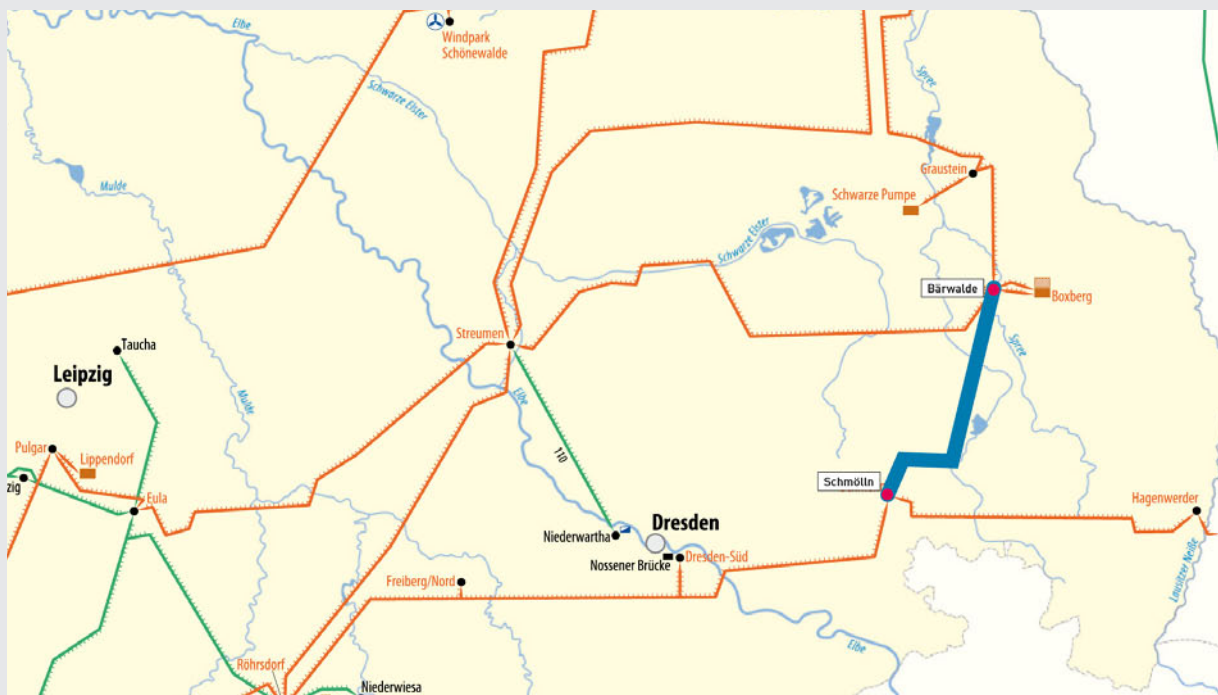 Elbe
Windpark
Schönewalde
Schwarze Elster
Spree
Mulde
Graustein
Schwarze Pumpe
Schwarze Elster
Bärwalde
Boxberg
Streumen
Taucha
Spree
Leipzig
Elbe
Mulde
Pulgar
Lippendorf
110
zig
Schmölln
Eula
Hagenwerder
Dresden
Niederwartha
Nossener Brücke
Dresden-Süd
Freiberg/Nord
Lausitzer Neiße
Elbe
Röhrsdorf
Niederwiesa